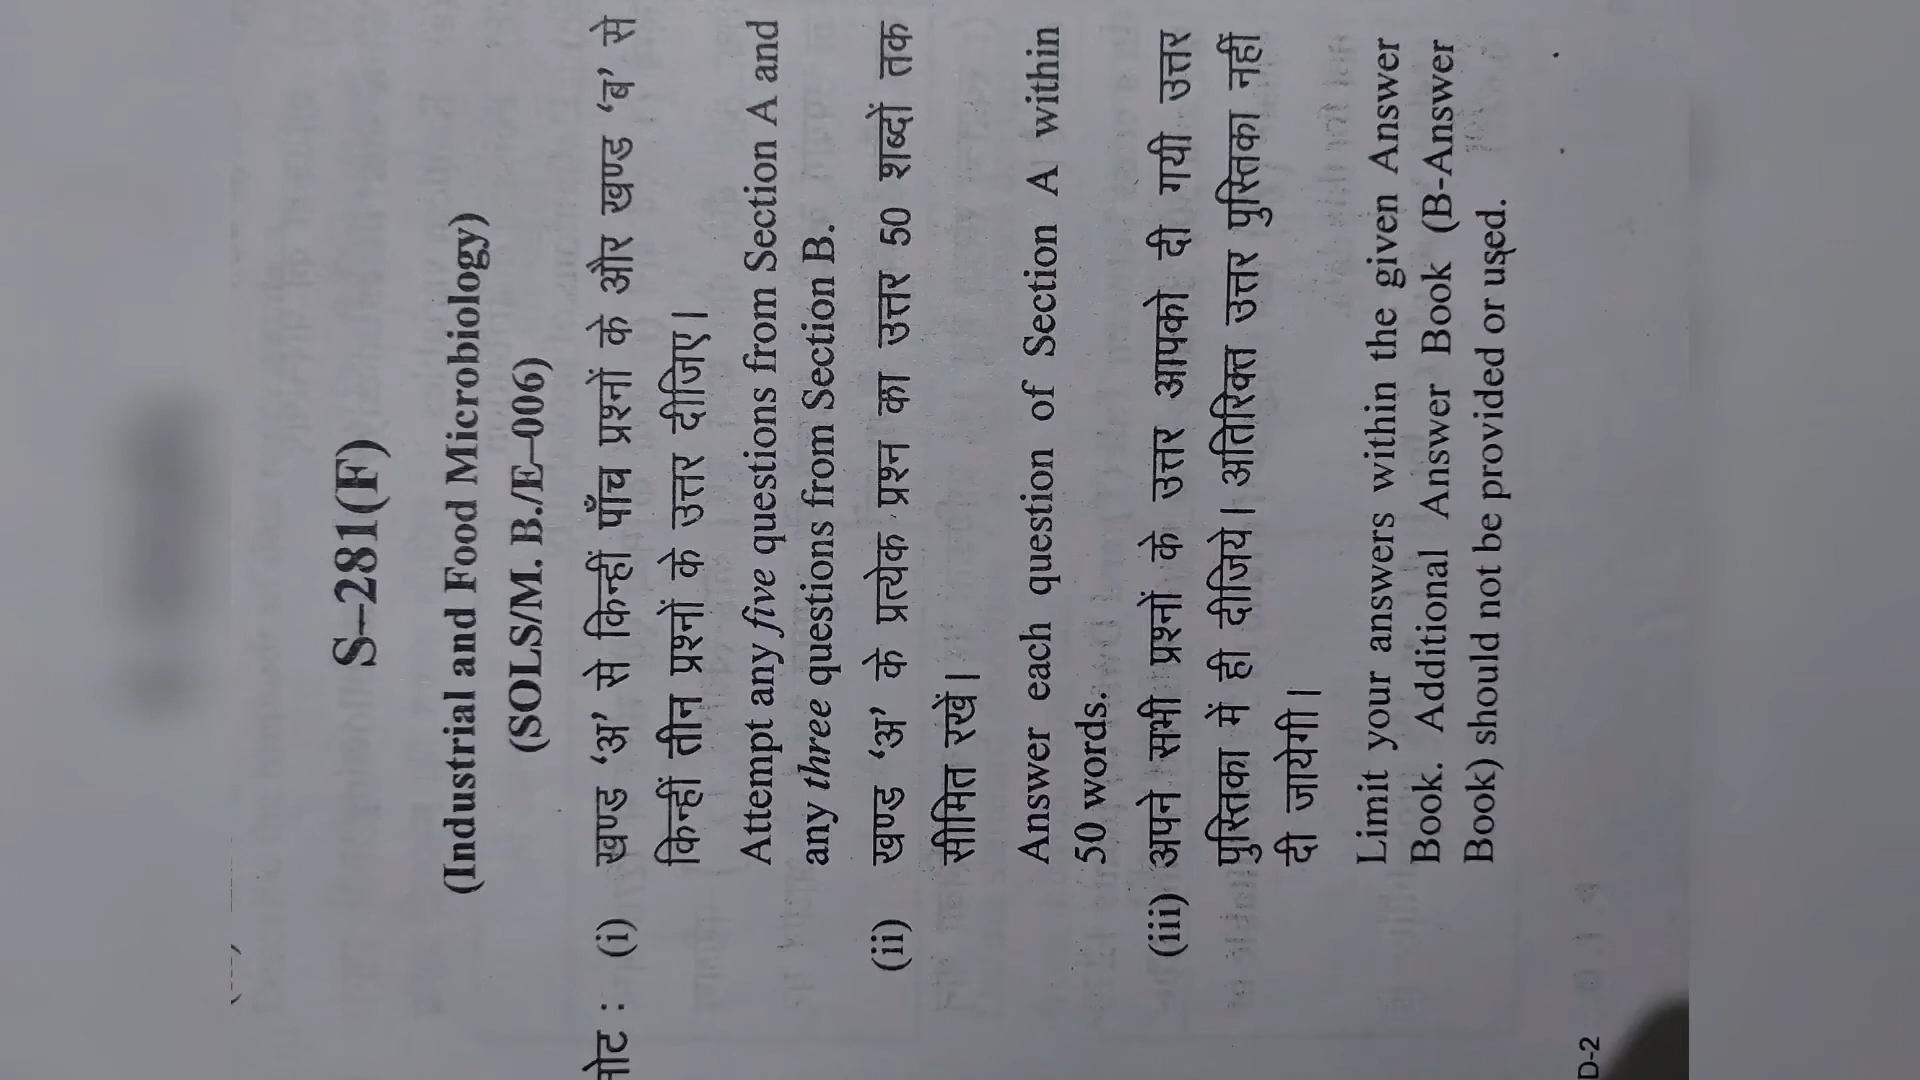 S–281(F)
(Industrial and Food Microbiology)
(SOLS/M. B./E–006)
नोट : (i) खण्ड ‘अ’ से किन्हीं पाँच प्रश्नों के और खण्ड ‘ब’ से
किन्हीं तीन प्रश्नों के उत्तर दीजिए।
Attempt any five questions from Section A and
any three questions from Section B.
(ii) खण्ड ‘अ’ के प्रत्येक प्रश्न का उत्तर 50 शब्दों तक
सीमित रखें।
Answer each question of Section A within
50 words.
(iii) अपने सभी प्रश्नों के उत्तर आपको दी गयी उत्तर
पुस्तिका में ही दीजिये। अतिरिक्त उत्तर पुस्तिका नहीं
दी जायेगी।
Limit your answers within the given Answer
Book. Additional Answer Book (B-Answer
Book) should not be provided or used.
D-2